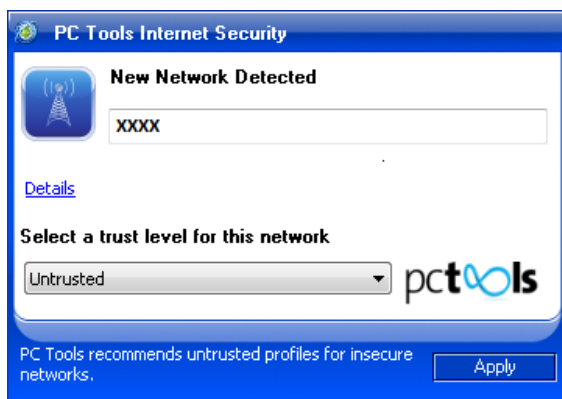 PC Tools Internet Security
New Network Detected
XXXX
Details
Select a trust level for this network
Untrusted
pctools
PC Tools recommends untrusted profiles for insecure
networks.
Apply